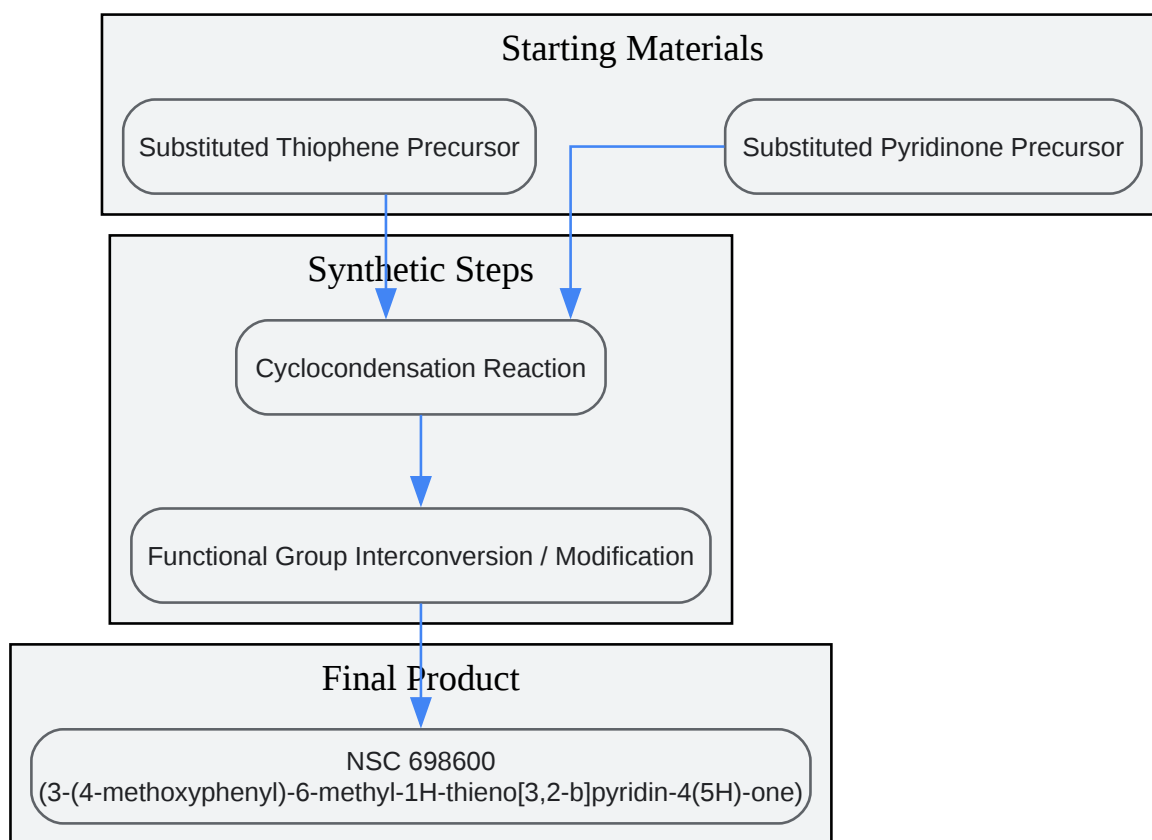 Starting Materials
Substituted Thiophene Precursor
Substituted Pyridinone Precursor
Synthetic Steps
Cyclocondensation Reaction
Functional Group Interconversion / Modification
Final Product
NSC 698600
(3-(4-methoxyphenyl)-6-methyl-1H-thieno[3,2-b]pyridin-4(5H)-one)